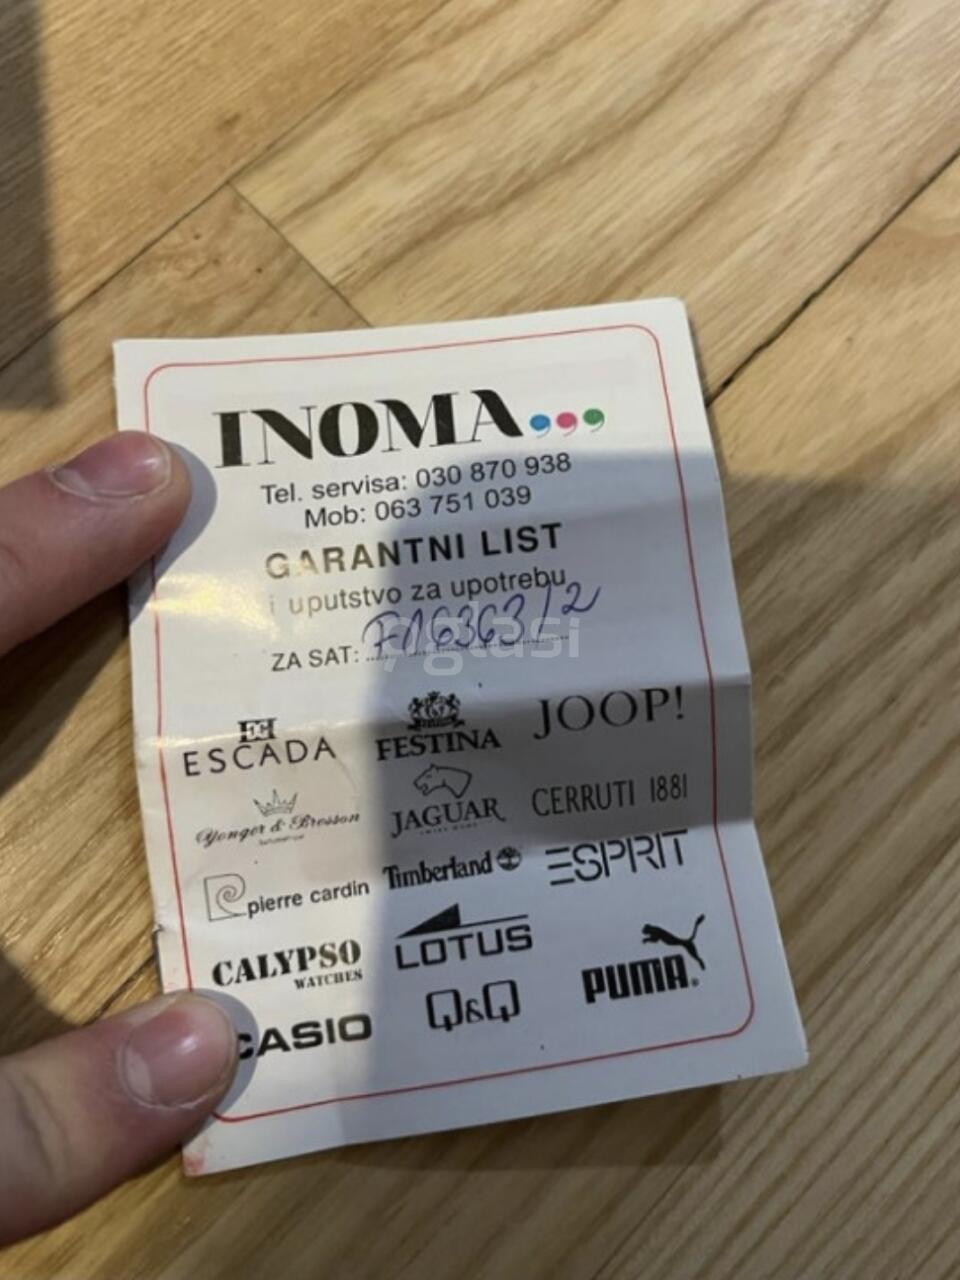 INOMA,,,
Tel. servisa: 030 870 938
Mob: 063 751 039
GARANTNI LIST
i uputstvo za upotrebu
ZA SAT: F16363/2
oglasi
ESCADA FESTINA JOOP!
Yonger & Bresson JAGUAR CERRUTI 1881
pierre cardin Timberland ESPRIT
CALYPSO LOTUS PUMA
WATCHES
CASIO Q&Q